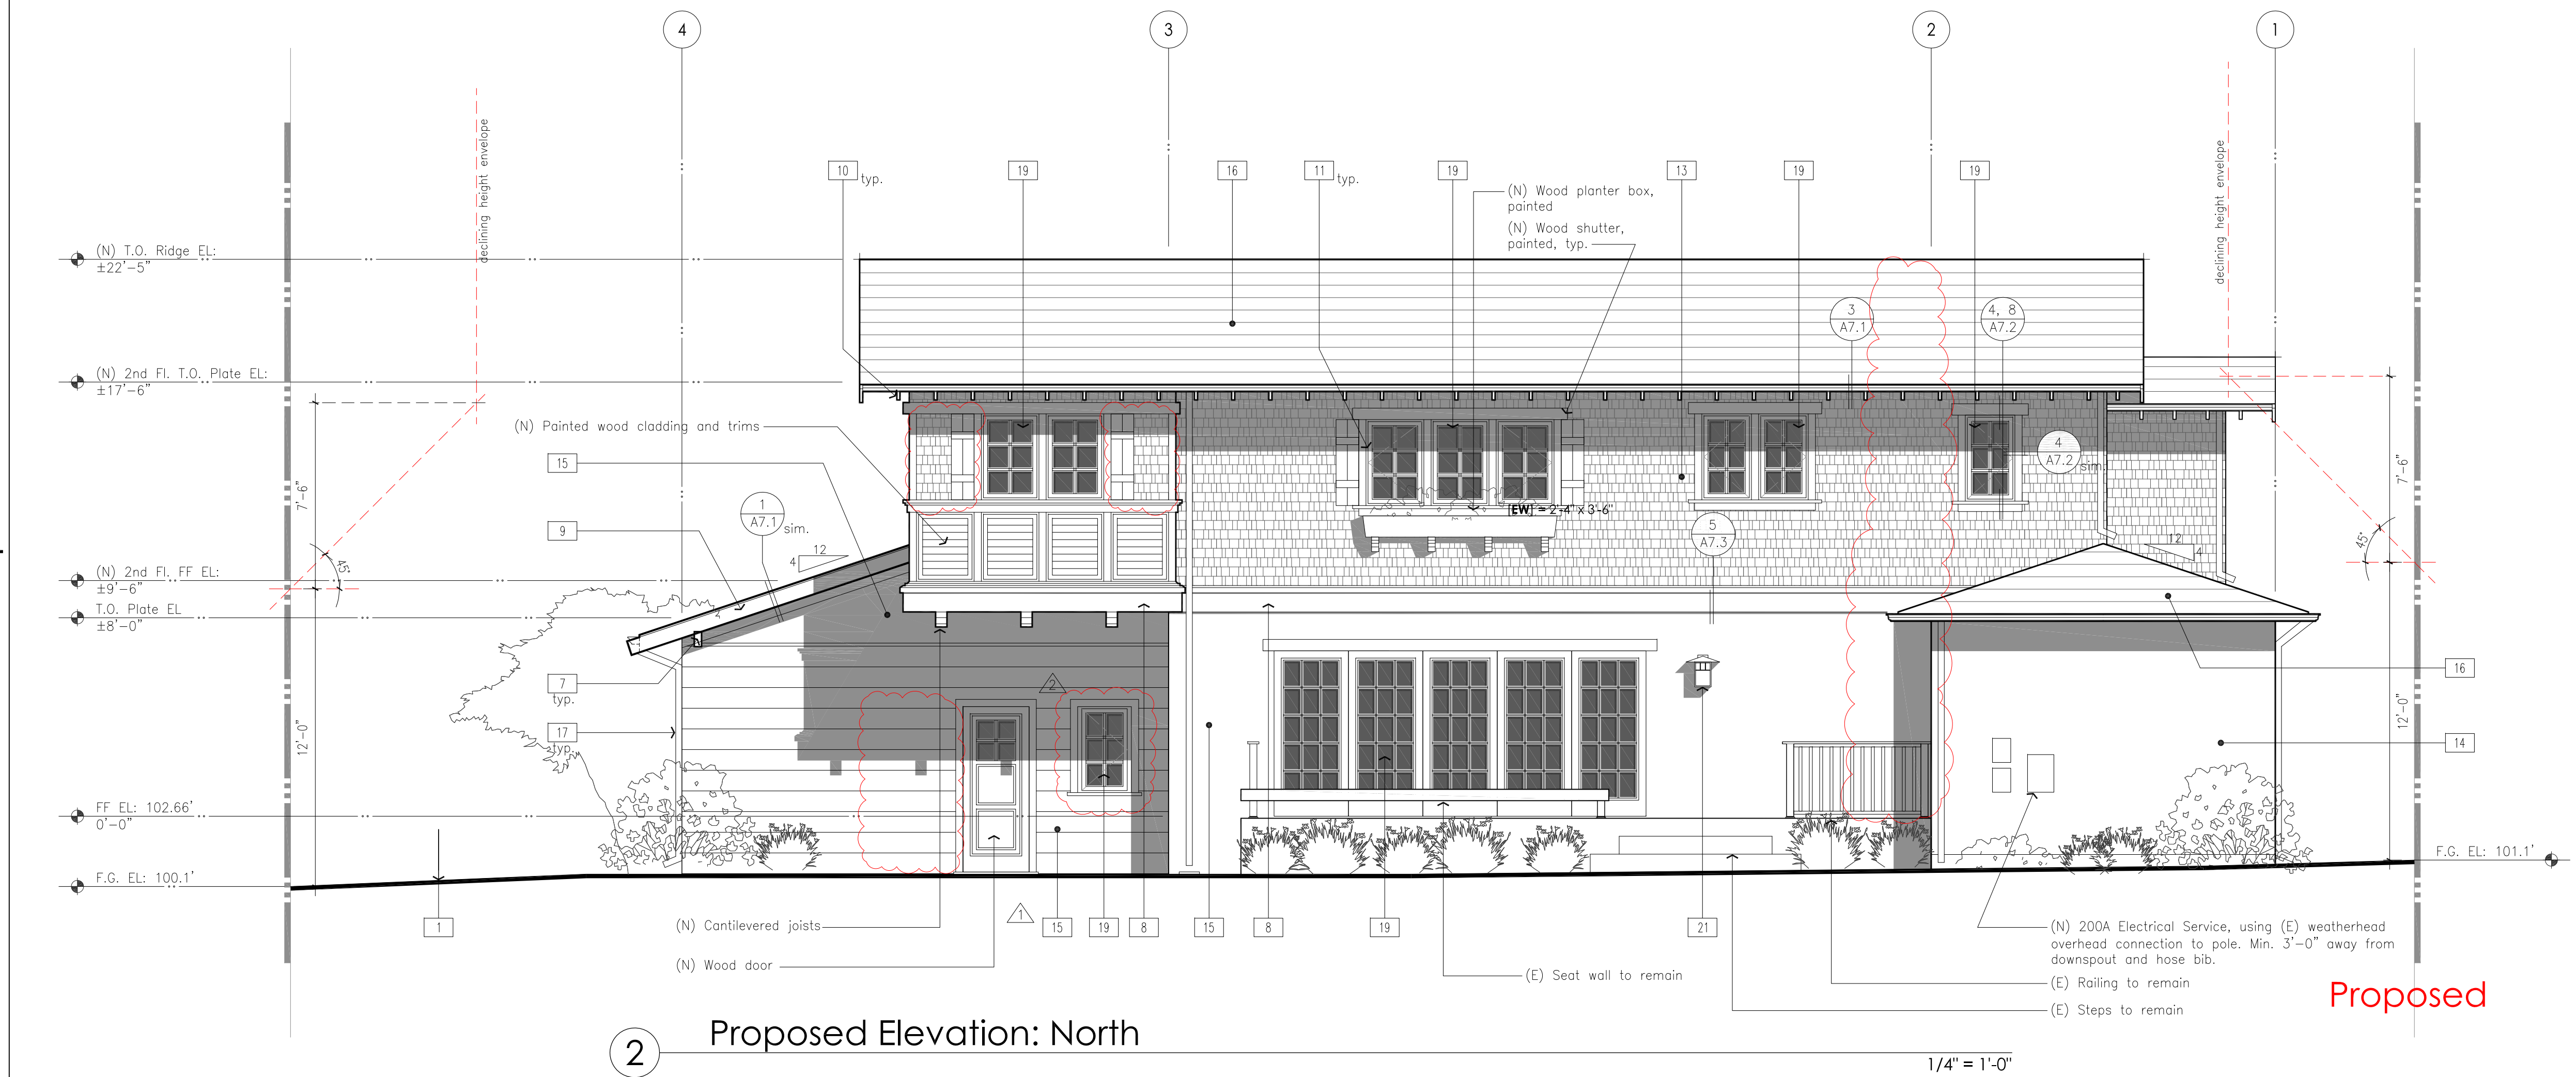 4
3
2
1
declining height envelope
declining height envelope
10 typ.
19
16
11 typ.
19
13
19
19
(N) Wood planter box,
painted
(N) Wood shutter,
painted, typ.
(N) T.O. Ridge EL:
±22'-5"
3
A7.1
4, 8
A7.2
(N) 2nd Fl. T.O. Plate EL:
±17'-6"
(N) Painted wood cladding and trims
15
4
A7.2 sim.
7'-6"
7'-6"
1
A7.1 sim.
[EW] = 2'-4" x 3'-6"
9
5
A7.3
12
4
12
4
45°
45°
(N) 2nd Fl. FF EL:
±9'-6"
T.O. Plate EL
±8'-0"
16
7
typ.
2
17
typ.
12'-0"
12'-0"
14
FF EL: 102.66'
0'-0"
F.G. EL: 101.1'
F.G. EL: 100.1'
1
(N) Cantilevered joists
1
15
19
8
15
8
19
21
(N) 200A Electrical Service, using (E) weatherhead
overhead connection to pole. Min. 3'-0" away from
downspout and hose bib.
(N) Wood door
(E) Seat wall to remain
(E) Railing to remain
(E) Steps to remain
Proposed
2
Proposed Elevation: North
1/4" = 1'-0"